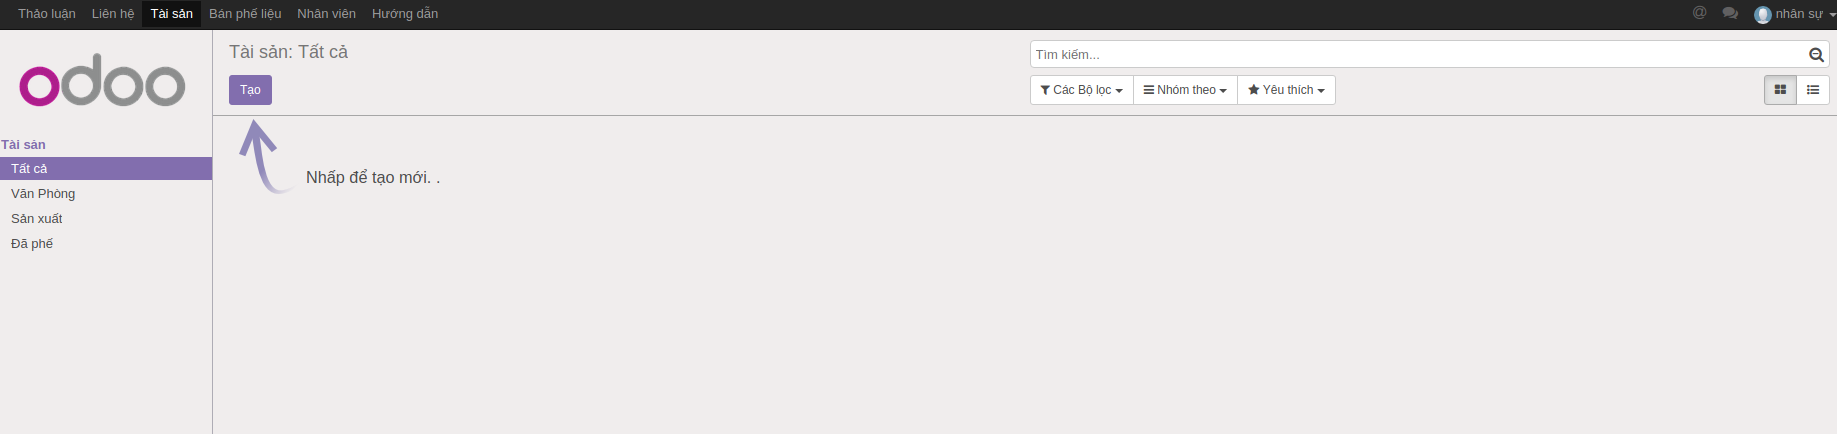 Thảo luận Liên hệ Tài sản Bán phế liệu Nhân viên Hướng dẫn @ nhân sự
odoo
Tài sản: Tất cả
Tìm kiếm...
Tạo
Các Bộ lọc Nhóm theo Yêu thích
Tài sản
Tất cả
Văn Phòng
Sản xuất
Đã phế
Nhấp để tạo mới. .